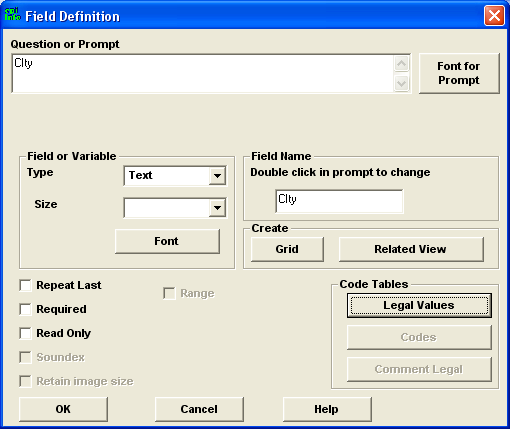 Field Definition
Question or Prompt
CIty
Font for
Prompt
Field or Variable
Type
Text
Size
Font
Field Name
Double click in prompt to change
CIty
Create
Grid
Related View
Repeat Last
Range
Required
Read Only
Soundex
Retain image size
Code Tables
Legal Values
Codes
Comment Legal
OK
Cancel
Help